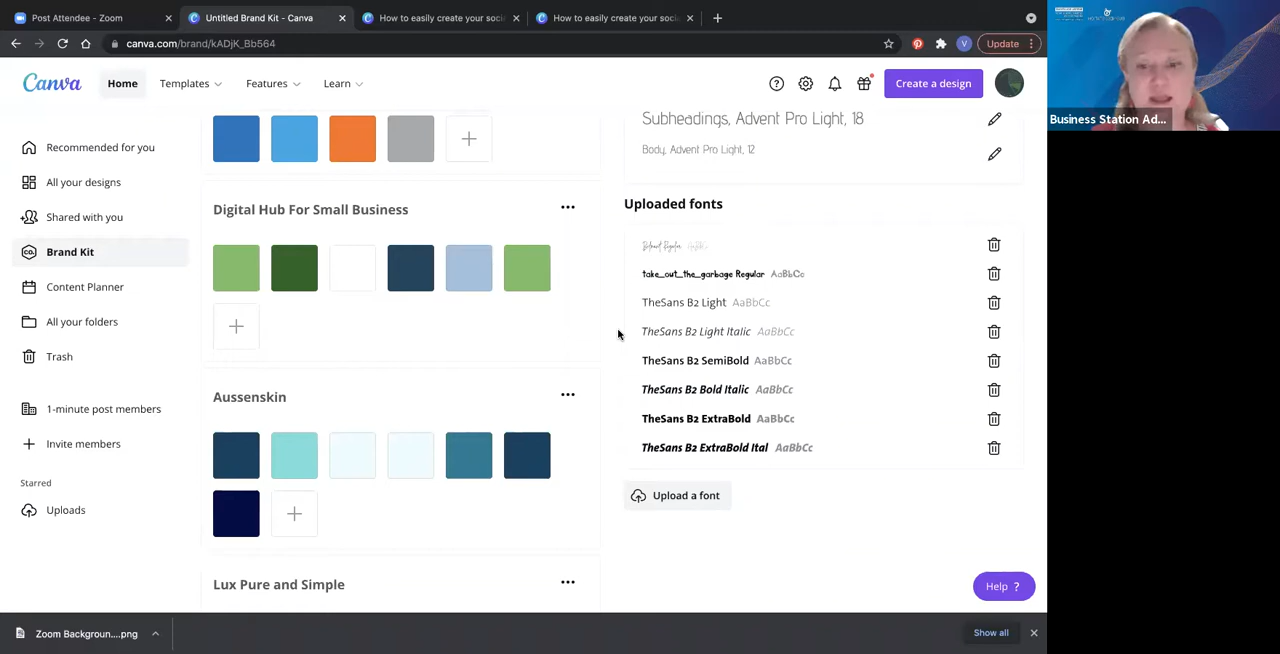 Post Attendee - Zoom
Untitled Brand Kit - Canva
How to easily create your soci
How to easily create your soci
canva.com/brand/kADjK_Bb564
V
Update
Canva
Home
Templates
Features
Learn
Create a design
Business Station Ad...
Recommended for you
All your designs
Shared with you
CO.
Brand Kit
Content Planner
All your folders
Trash
1-minute post members
Invite members
Starred
Uploads
Digital Hub For Small Business
Aussenskin
Lux Pure and Simple
Subheadings, Advent Pro Light, 18
Body, Advent Pro Light, 12
Uploaded fonts
take_out_the_garbage Regular AaBbCc
TheSans B2 Light AaBbCc
TheSans B2 Light Italic AaBbCc
TheSans B2 SemiBold AaBbCc
TheSans B2 Bold Italic AaBbCc
TheSans B2 ExtraBold AaBbCc
TheSans B2 ExtraBold Ital AaBbCc
Upload a font
Help ?
Zoom Backgroun....png
Show all